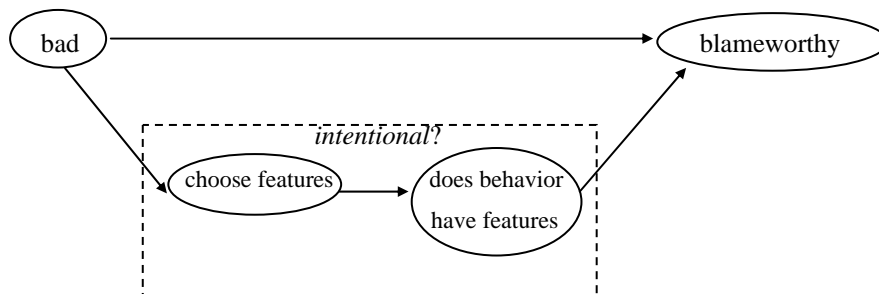 bad
blameworthy
intentional?
choose features
does behavior
have features